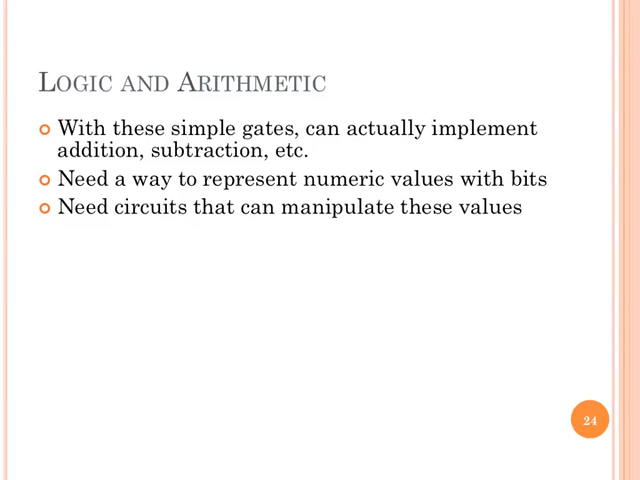 LOGIC AND ARITHMETIC
With these simple gates, can actually implement
addition, subtraction, etc.
Need a way to represent numeric values with bits
Need circuits that can manipulate these values
24